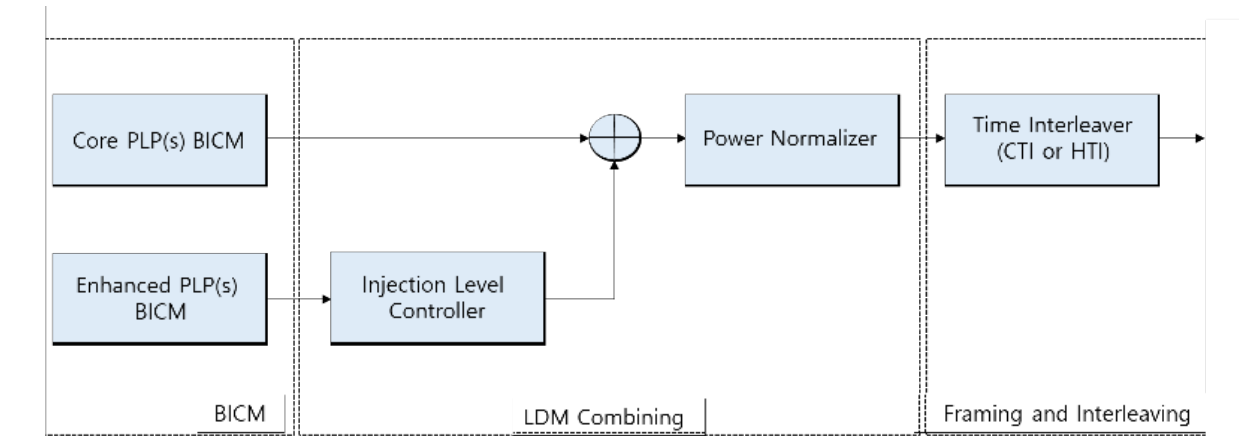 Core PLP(s) BICM
Power Normalizer
Time Interleaver
(CTI or HTI)
Enhanced PLP(s)
BICM
Injection Level
Controller
BICM
LDM Combining
Framing and Interleaving